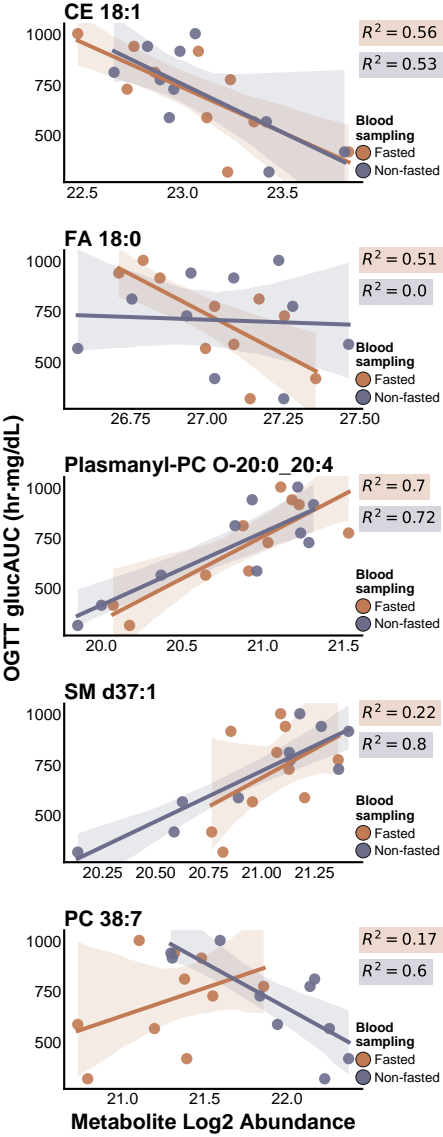 CE 18:1
1000
750
500
22.5 23.0 23.5
R² = 0.56
R² = 0.53
Blood
sampling
Fasted
Non-fasted
FA 18:0
1000
750
500
26.75 27.00 27.25 27.50
R² = 0.51
R² = 0.0
Blood
sampling
Fasted
Non-fasted
OGTT glucAUC (hr·mg/dL)
Plasmanyl-PC O-20:0_20:4
1000
750
500
20.0 20.5 21.0 21.5
R² = 0.7
R² = 0.72
Blood
sampling
Fasted
Non-fasted
SM d37:1
1000
750
500
20.25 20.50 20.75 21.00 21.25
R² = 0.22
R² = 0.8
Blood
sampling
Fasted
Non-fasted
PC 38:7
1000
750
500
21.0 21.5 22.0
R² = 0.17
R² = 0.6
Blood
sampling
Fasted
Non-fasted
Metabolite Log2 Abundance